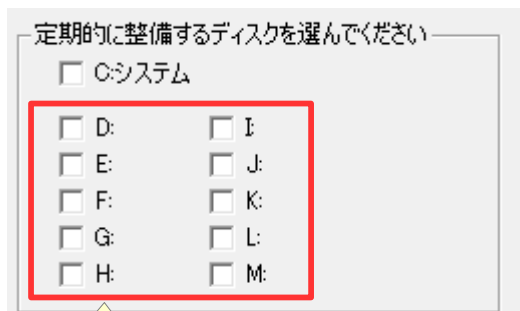 定期的に整備するディスクを選んでください
C:システム
D: I:
E: J:
F: K:
G: L:
H: M: